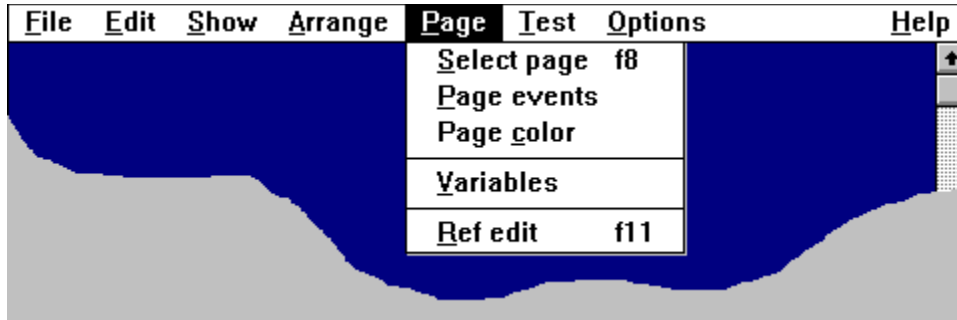 File Edit Show Arrange Page Test Options Help
Select page f8
Page events
Page color
Variables
Ref edit f11